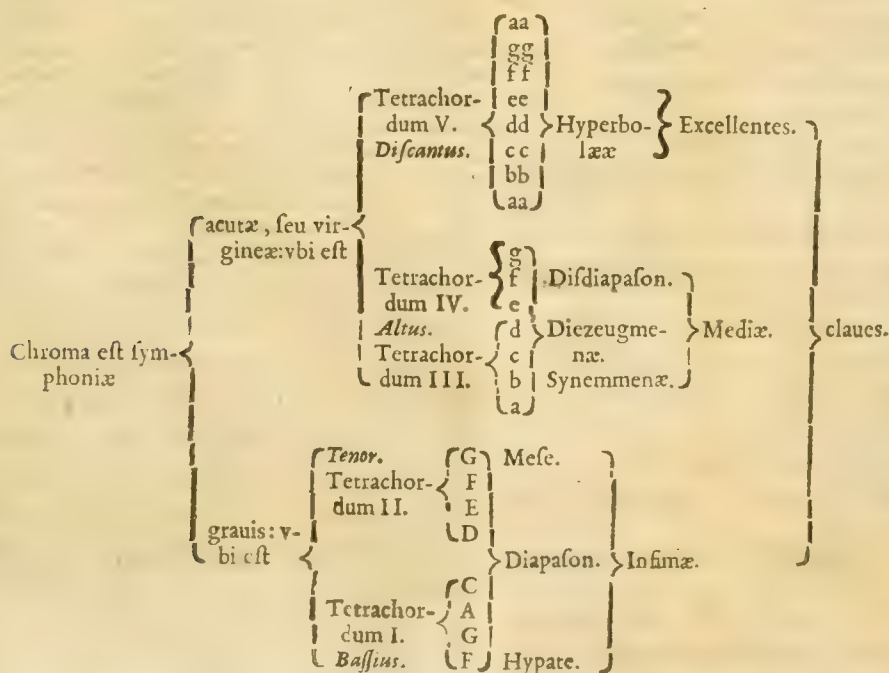 aa
gg
ff
Tetrachor- ee
dum V. dd Hyperbo- Excellentes.
Diſcantus. cc læææ
bb
aa
acutæ, ſeu vir-
gineæ: vbi eſt
g
Tetrachor- f Diſdiapaſon.
dum IV. e
Altus. d Diezeugme- Mediæ. claues.
Chroma eſt ſym- Tetrachor- c næ.
phoniæ dum III. b Synemmenæ.
a
Tenor. G Meſe.
Tetrachor- F
dum II. E
D
grauis: v-
bi eſt Diapaſon. Infimæ.
C
Tetrachor- A
dum I. G
Baſſius. F Hypate.